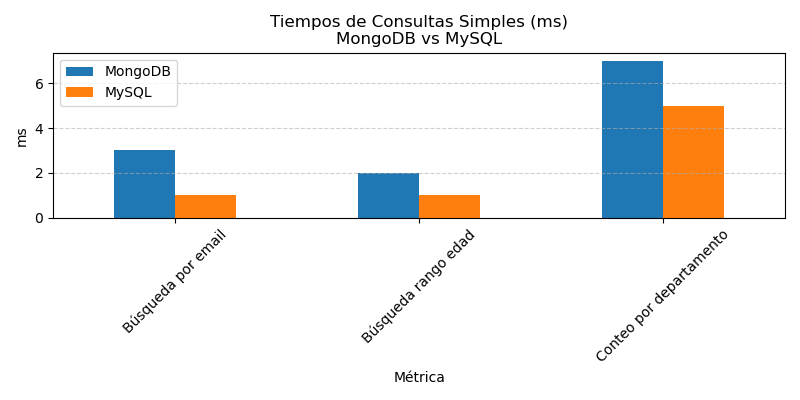 Tiempos de Consultas Simples (ms)
MongoDB vs MySQL
MongoDB
MySQL
ms
6
4
2
0
Búsqueda por email
Búsqueda rango edad
Conteo por departamento
Métrica